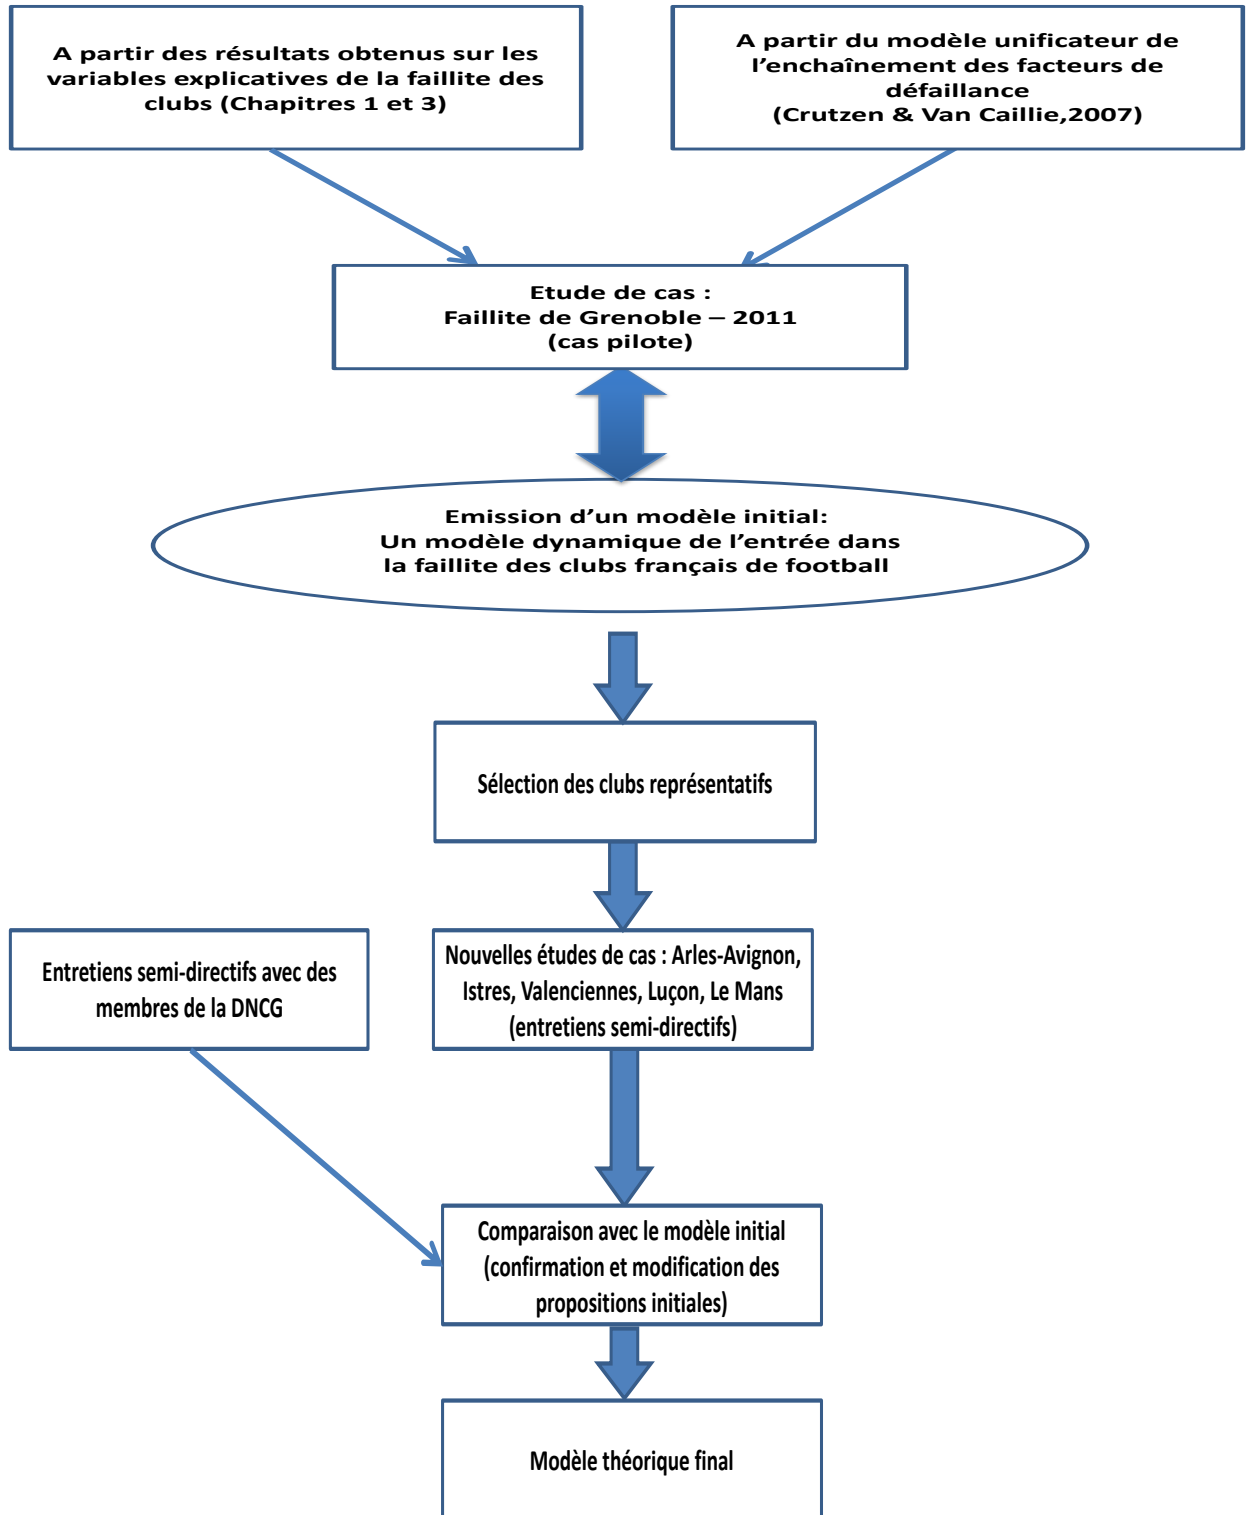 A partir des résultats obtenus sur les
variables explicatives de la faillite des
clubs (Chapitres 1 et 3)
A partir du modèle unificateur de
l'enchaînement des facteurs de
défaillance
(Crutzen & Van Caillie,2007)
Etude de cas :
Faillite de Grenoble – 2011
(cas pilote)
Emission d'un modèle initial:
Un modèle dynamique de l'entrée dans
la faillite des clubs français de football
Sélection des clubs représentatifs
Entretiens semi-directifs avec des
membres de la DNCG
Nouvelles études de cas : Arles-Avignon,
Istres, Valenciennes, Luçon, Le Mans
(entretiens semi-directifs)
Comparaison avec le modèle initial
(confirmation et modification des
propositions initiales)
Modèle théorique final